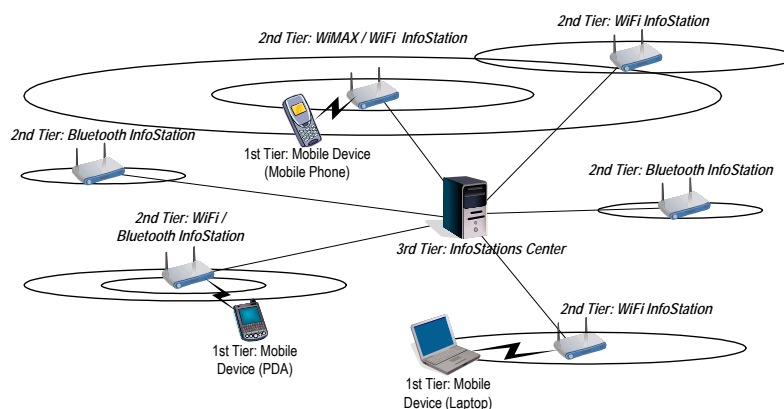 2nd Tier: WiFi InfoStation
2nd Tier: WiMAX / WiFi InfoStation
2nd Tier: Bluetooth InfoStation
1st Tier: Mobile Device
(Mobile Phone)
2nd Tier: Bluetooth InfoStation
2nd Tier: WiFi /
Bluetooth InfoStation
3rd Tier: InfoStations Center
2nd Tier: WiFi InfoStation
1st Tier: Mobile
Device (PDA)
1st Tier: Mobile
Device (Laptop)